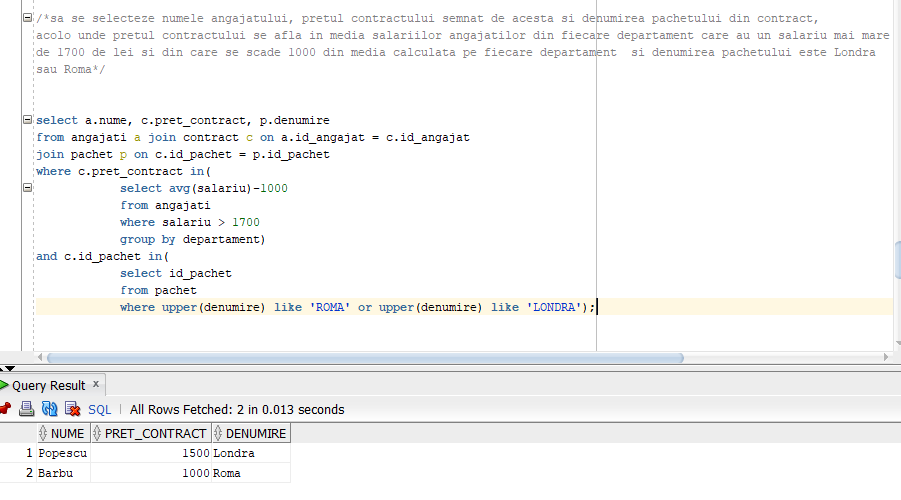 /*sa se selecteze numele angajatului, pretul contractului semnat de acesta si denumirea pachetului din contract,
acolo unde pretul contractului se afla in media salariilor angajatilor din fiecare departament care au un salariu mai mare
de 1700 de lei si din care se scade 1000 din media calculata pe fiecare departament  si denumirea pachetului este Londra
sau Roma*/
select a.nume, c.pret_contract, p.denumire
from angajati a join contract c on a.id_angajat = c.id_angajat
join pachet p on c.id_pachet = p.id_pachet
where c.pret_contract in(
select avg(salariu)-1000
from angajati
where salariu > 1700
group by departament)
and c.id_pachet in(
select id_pachet
from pachet
where upper(denumire) like 'ROMA' or upper(denumire) like 'LONDRA');
Query Result x
SQL | All Rows Fetched: 2 in 0.013 seconds
NUME PRET_CONTRACT DENUMIRE
1 Popescu 1500 Londra
2 Barbu 1000 Roma